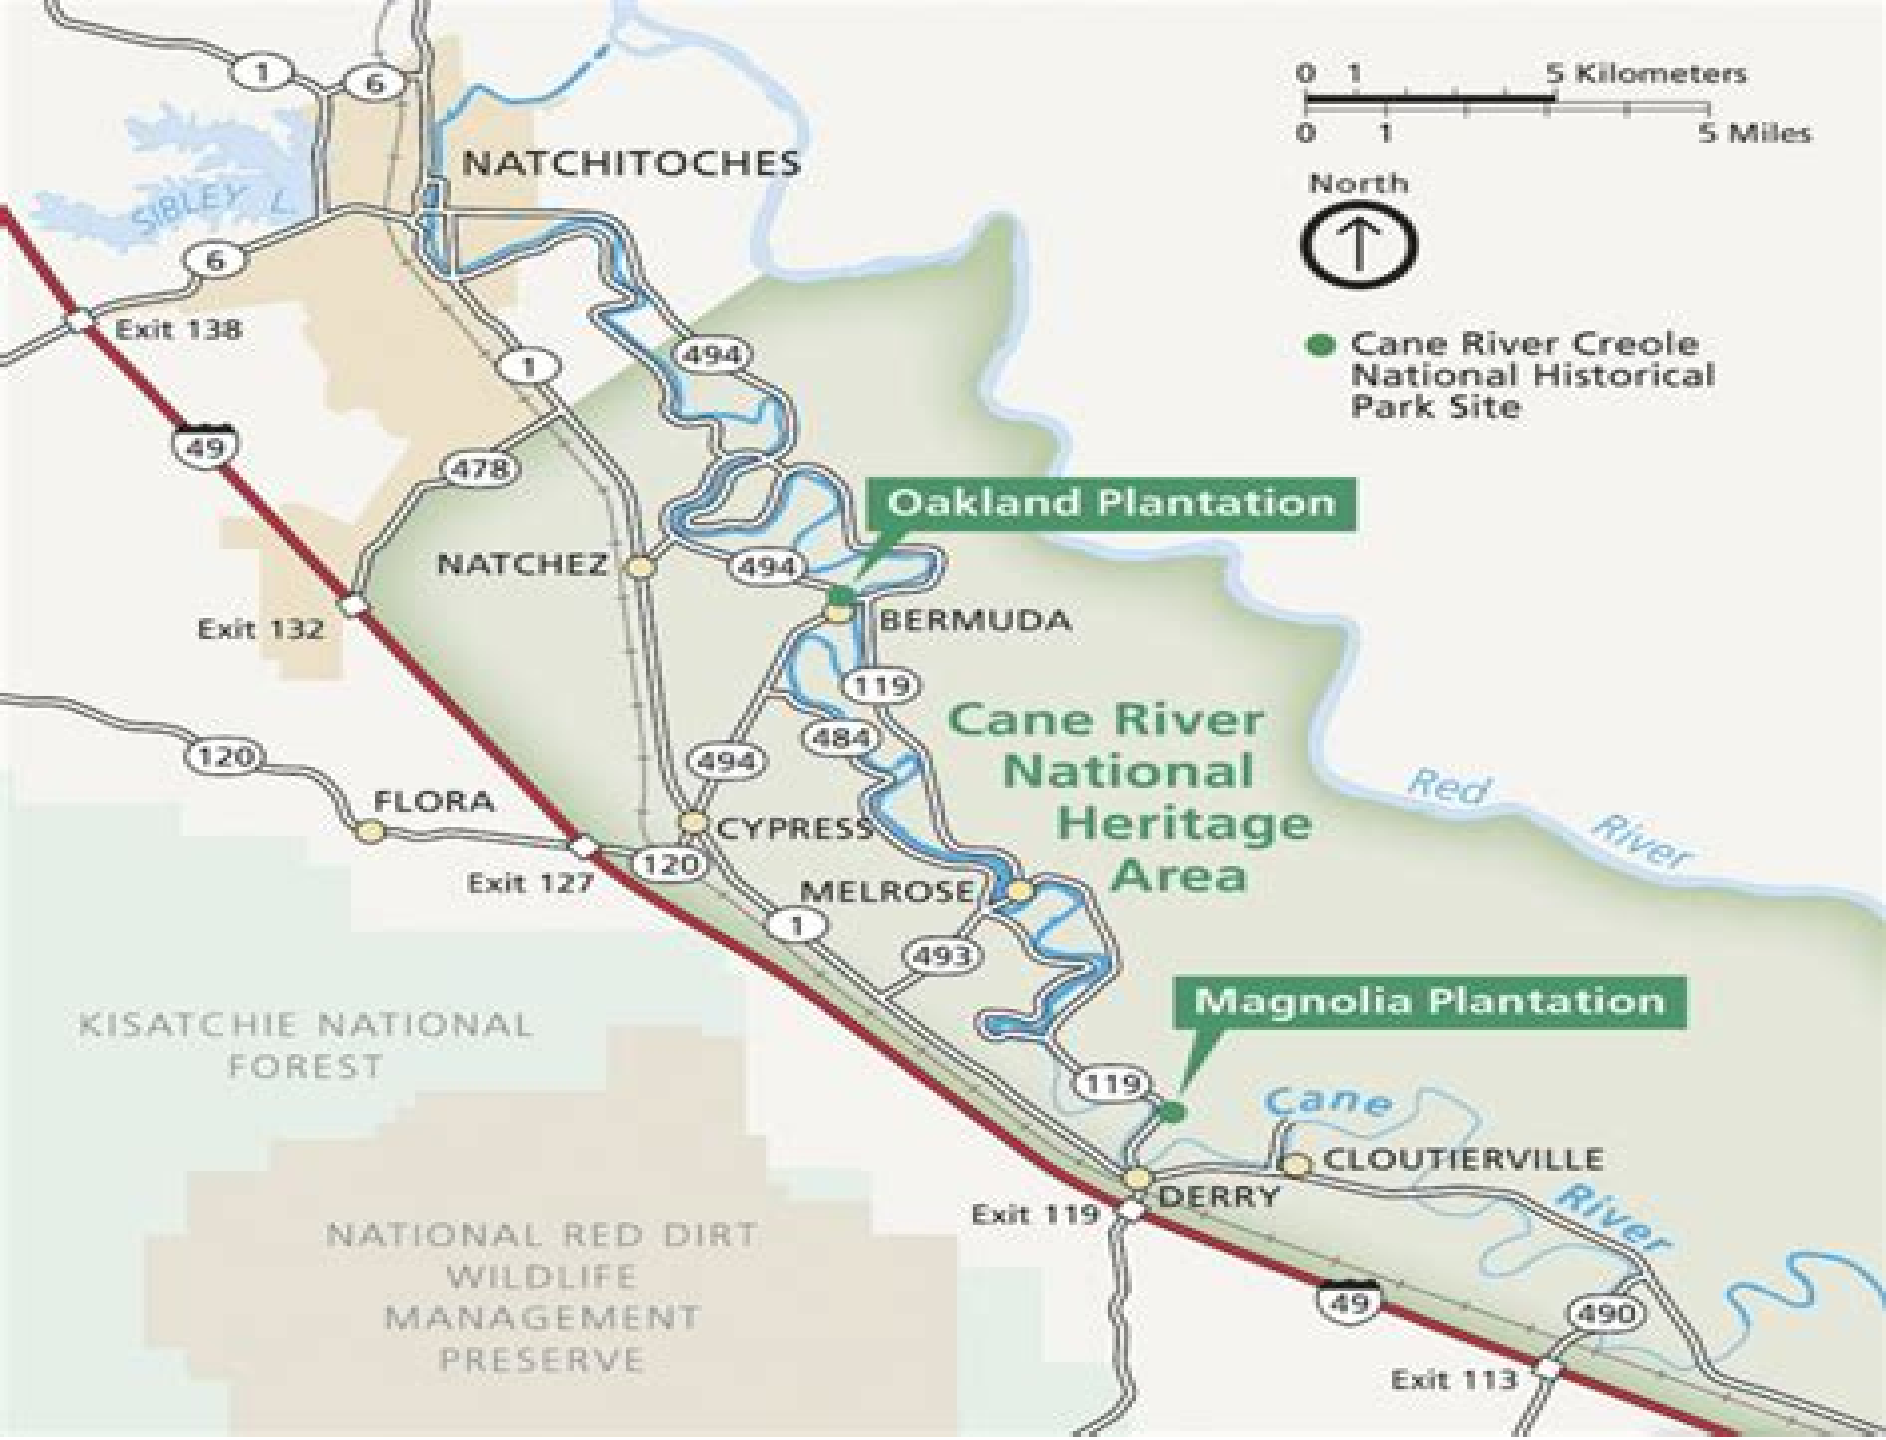 0 1 5 Kilometers
0 1 5 Miles
North
Cane River Creole
National Historical
Park Site
1
6
NATCHITOCHES
SIBLEY L.
6
Exit 138
1
494
49
478
Oakland Plantation
NATCHEZ
494
BERMUDA
Exit 132
119
Cane River
National
Heritage
Area
484
120
494
Red
River
FLORA
CYPRESS
120
Exit 127
MELROSE
1
493
Magnolia Plantation
KISATCHIE NATIONAL
FOREST
119
Cane
River
CLOUTIERVILLE
DERRY
Exit 119
NATIONAL RED DIRT
WILDLIFE
MANAGEMENT
PRESERVE
49
490
Exit 113